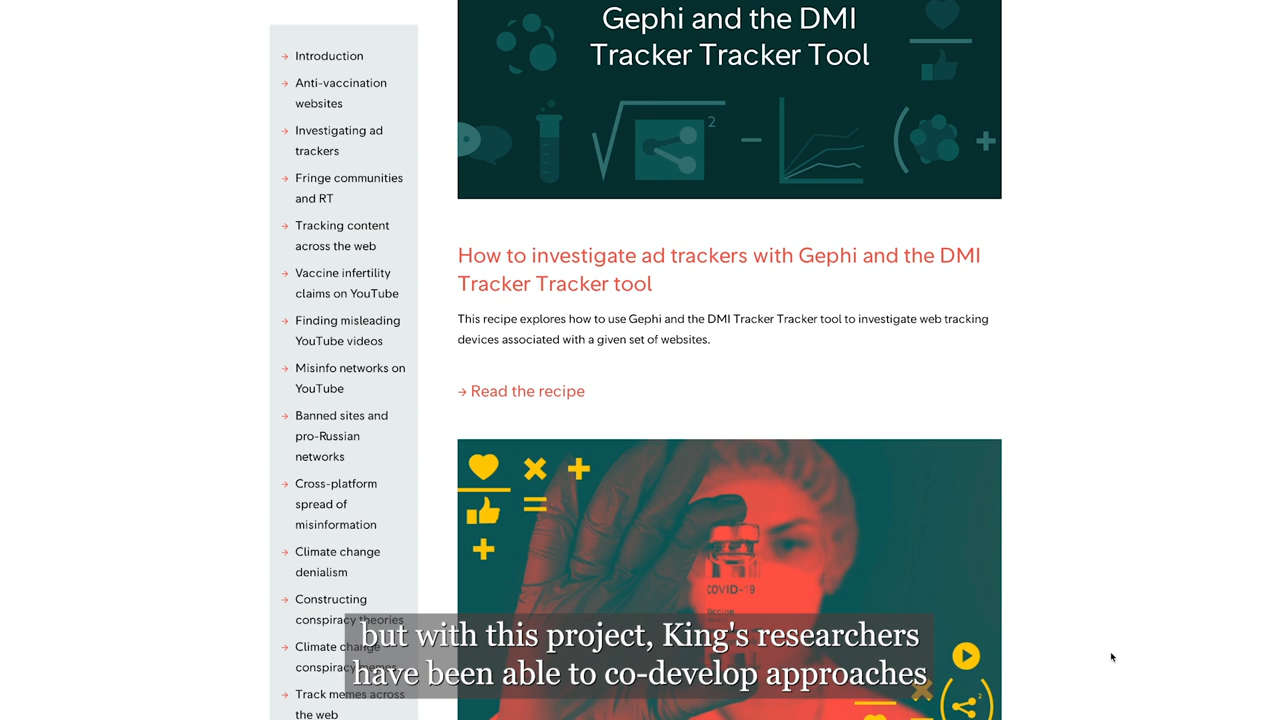 Gephi and the DMI
Tracker Tracker Tool
2
→ Introduction
→ Anti-vaccination
websites
→ Investigating ad
trackers
→ Fringe communities
and RT
→ Tracking content
across the web
→ Vaccine infertility
claims on YouTube
→ Finding misleading
YouTube videos
→ Misinfo networks on
YouTube
→ Banned sites and
pro-Russian
networks
→ Cross-platform
spread of
misinformation
→ Climate change
denialism
→ Constructing
conspiracy theories
→ Climate change
conspiracy memes
→ Track memes across
the web
How to investigate ad trackers with Gephi and the DMI
Tracker Tracker tool
This recipe explores how to use Gephi and the DMI Tracker Tracker tool to investigate web tracking
devices associated with a given set of websites.
→ Read the recipe
COVID-19
Vaccine
2
but with this project, King's researchers
have been able to co-develop approaches